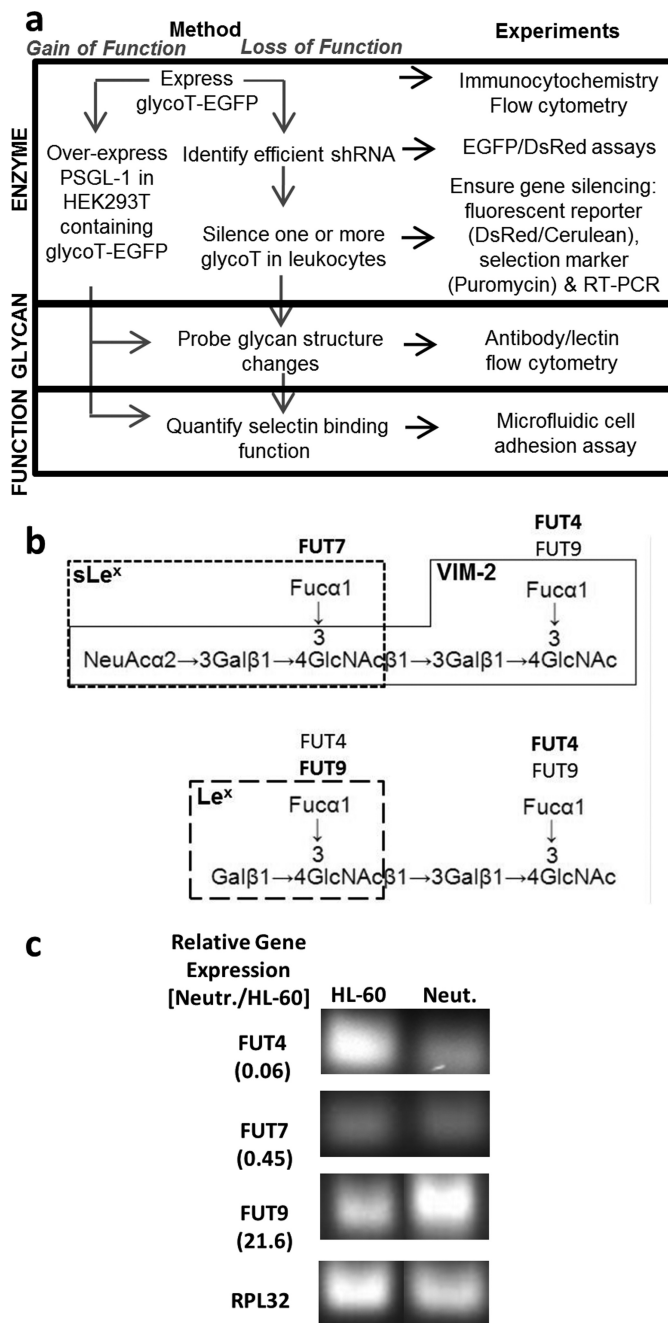 a
Method
Experiments
Gain of Function
Loss of Function
ENZYME
Express
glycoT-EGFP
Immunocytochemistry
Flow cytometry
Over-express
PSGL-1 in
HEK293T
containing
glycoT-EGFP
Identify efficient shRNA
EGFP/DsRed assays
Silence one or more
glycoT in leukocytes
Ensure gene silencing:
fluorescent reporter
(DsRed/Cerulean),
selection marker
(Puromycin) & RT-PCR
GLYCAN
Probe glycan structure
changes
Antibody/lectin
flow cytometry
FUNCTION
Quantify selectin binding
function
Microfluidic cell
adhesion assay
b
FUT7
FUT4
FUT9
sLeˣ
VIM-2
Fucα1
Fucα1
↓
↓
3
3
NeuAcα2→3Galβ1→4GlcNAcβ1→3Galβ1→4GlcNAc
FUT4
FUT9
FUT4
FUT9
Leˣ
Fucα1
Fucα1
↓
↓
3
3
Galβ1→4GlcNAcβ1→3Galβ1→4GlcNAc
c
Relative Gene
Expression
[Neutr./HL-60]
HL-60
Neut.
FUT4
(0.06)
FUT7
(0.45)
FUT9
(21.6)
RPL32